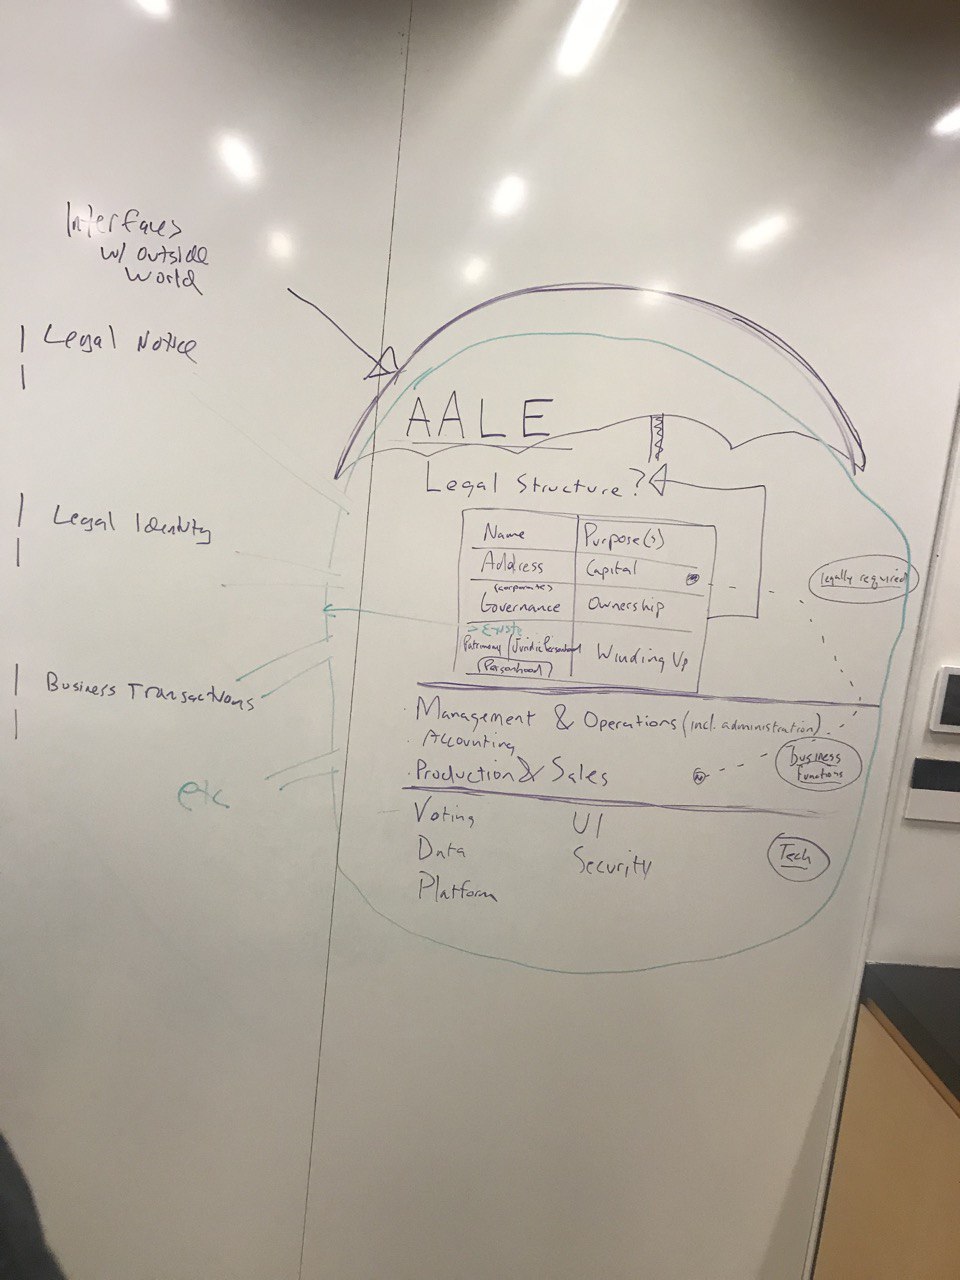 Interfaces
w/ outside
world
Legal Notice
Legal Identity
Business Transactions
etc
AALE
Legal Structure?
Name
Purpose(s)
Address
Capital
(corporate)
Governance
Ownership
Patrimony / Juridic Personhood
(Personhood)
Winding Up
legally required
· Management & Operations (incl. administration)
· Accounting
· Production & Sales
business
functions
Voting
UI
Data
Security
Platform
Tech